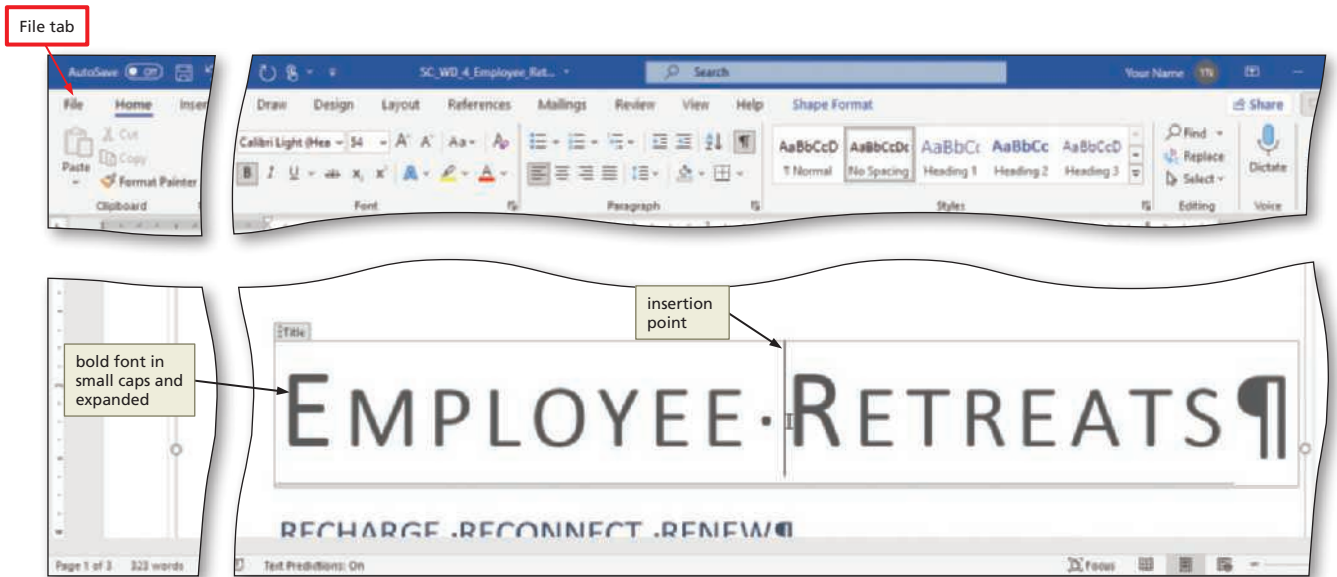 File tab
AutoSave Off SC_WD_4_Employee_Ret... Search Your Name YN
File Home Inser Draw Design Layout References Mailings Review View Help Shape Format Share
Cut
Copy
Paste
Format Painter
Calibri Light (Hea 54 A A Aa A
B I U ab x x A A
AaBbCcD AaBbCcDc AaBbCc AaBbCc AaBbCcD
¶ Normal No Spacing Heading 1 Heading 2 Heading 3
Find
Replace
Select
Dictate
Clipboard Font Paragraph Styles Editing Voice
insertion
point
Title
bold font in
small caps and
expanded
EMPLOYEE·RETREATS¶
RECHARGE·RECONNECT·RENEW¶
Page 1 of 3 323 words Text Predictions: On Focus